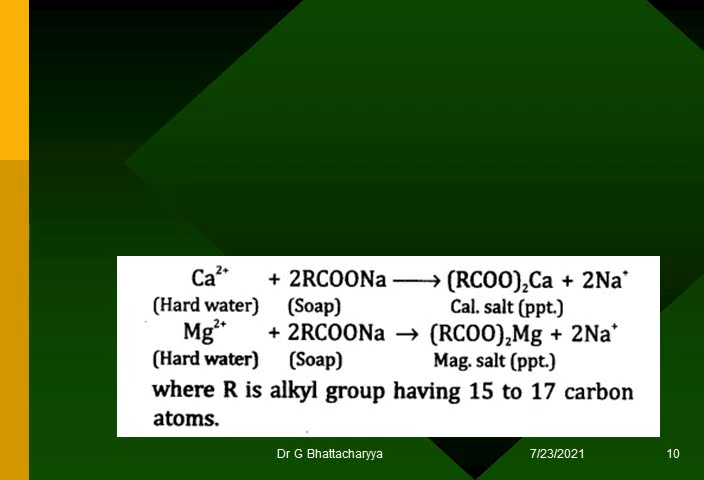 Ca²⁺ + 2RCOONa ⟶ (RCOO)₂Ca + 2Na⁺
(Hard water) (Soap) Cal. salt (ppt.)
Mg²⁺ + 2RCOONa → (RCOO)₂Mg + 2Na⁺
(Hard water) (Soap) Mag. salt (ppt.)
where R is alkyl group having 15 to 17 carbon
atoms.
Dr G Bhattacharyya 7/23/2021 10